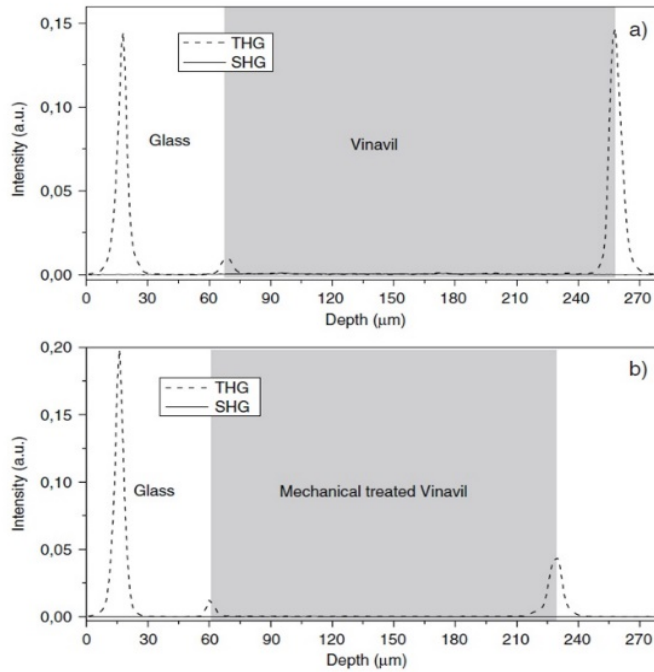 a)
THG
SHG
Glass
Vinavil
Intensity (a.u.)
0,15
0,10
0,05
0,00
0 30 60 90 120 150 180 210 240 270
Depth (μm)
b)
THG
SHG
Glass
Mechanical treated Vinavil
Intensity (a.u.)
0,20
0,15
0,10
0,05
0,00
0 30 60 90 120 150 180 210 240 270
Depth (μm)